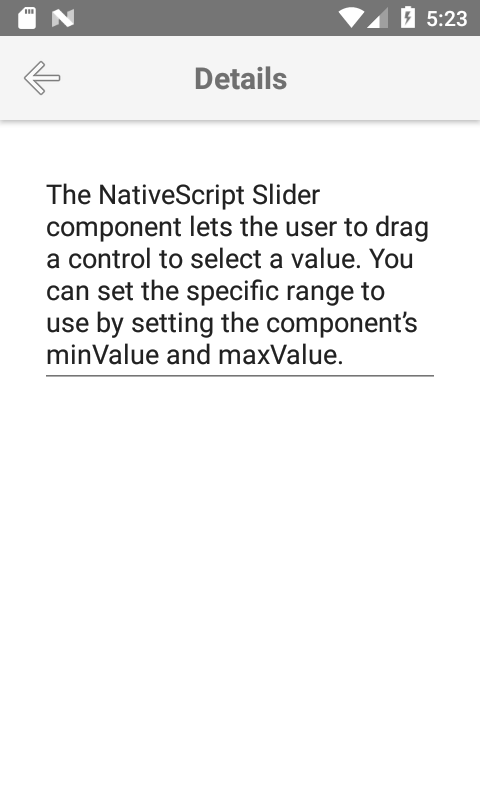 5:23
Details
The NativeScript Slider
component lets the user to drag
a control to select a value. You
can set the specific range to
use by setting the component’s
minValue and maxValue.